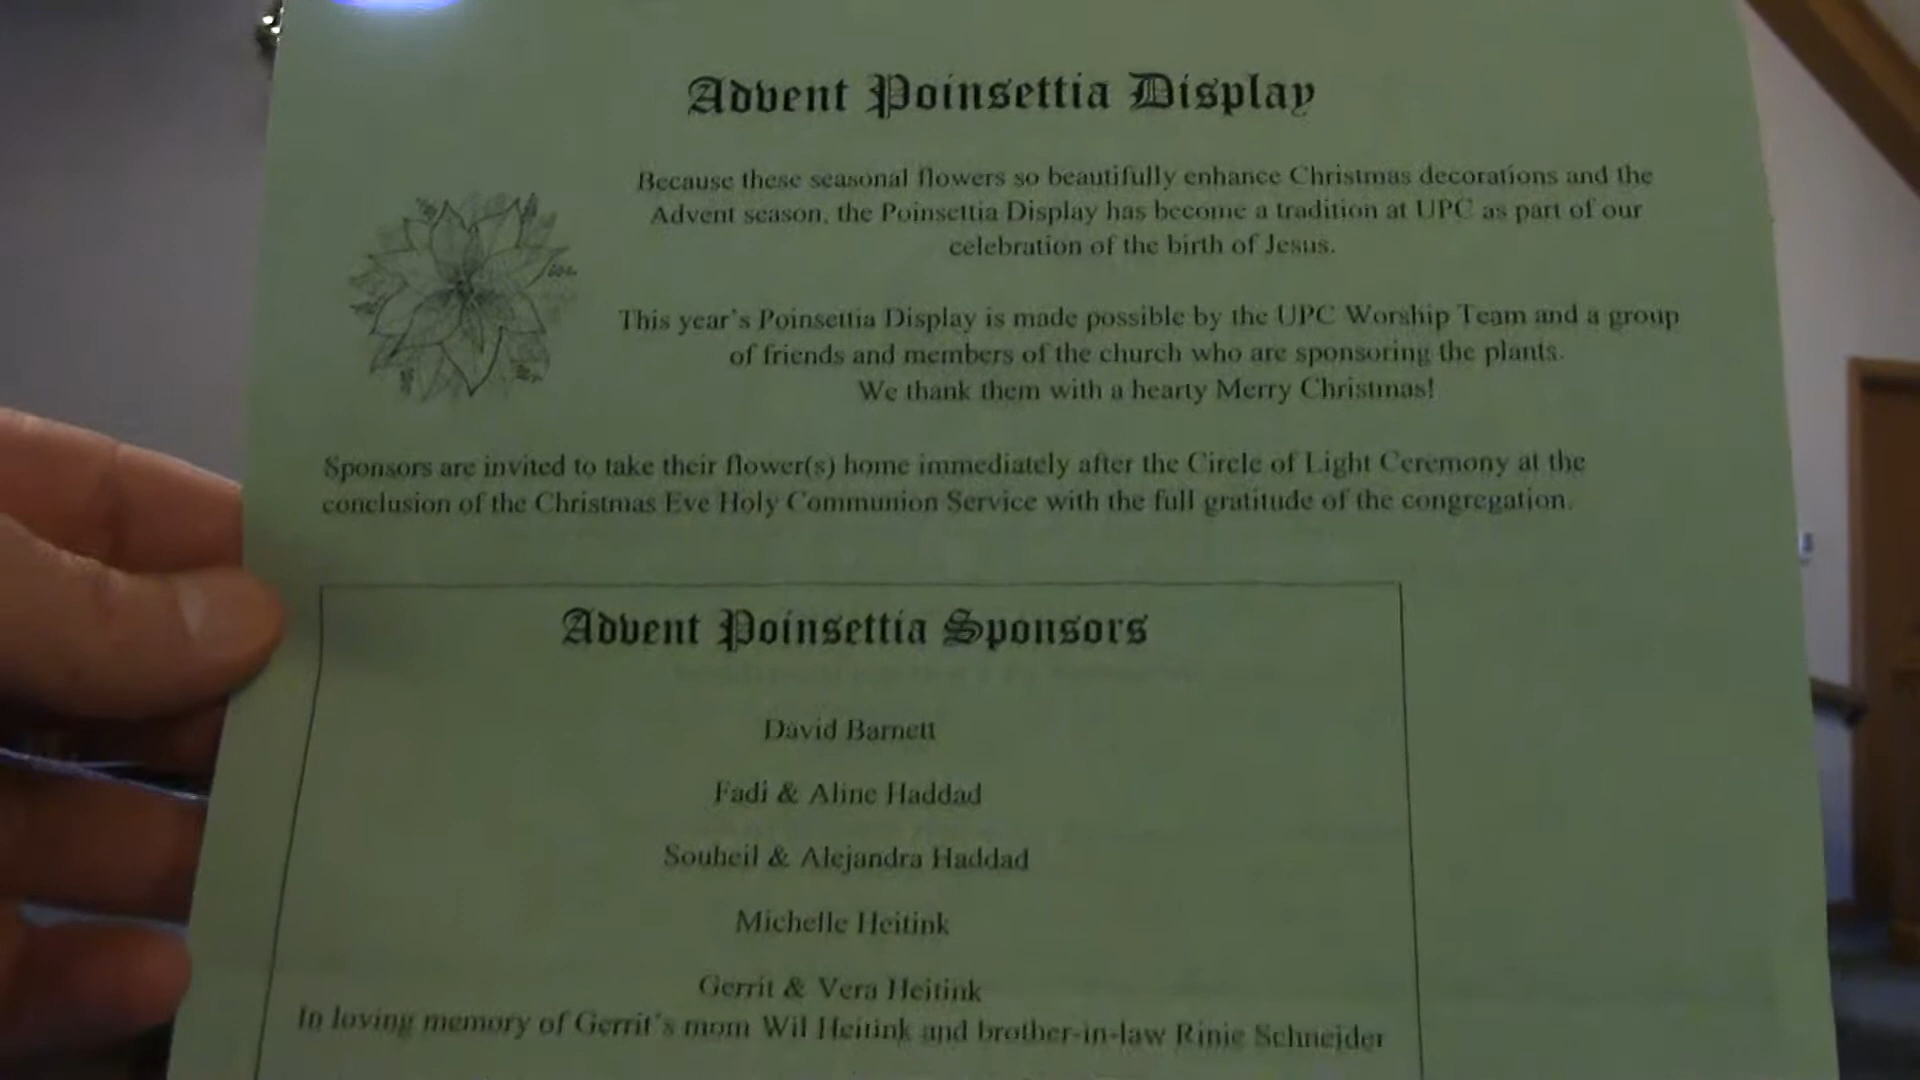 Advent Poinsettia Display
Because these seasonal flowers so beautifully enhance Christmas decorations and the
Advent season, the Poinsettia Display has become a tradition at UPC as part of our
celebration of the birth of Jesus.
This year's Poinsettia Display is made possible by the UPC Worship Team and a group
of friends and members of the church who are sponsoring the plants.
We thank them with a hearty Merry Christmas!
Sponsors are invited to take their flower(s) home immediately after the Circle of Light Ceremony at the
conclusion of the Christmas Eve Holy Communion Service with the full gratitude of the congregation.
Advent Poinsettia Sponsors
David Barnett
Fadi & Aline Haddad
Souheil & Alejandra Haddad
Michelle Heitink
Gerrit & Vera Heitink
In loving memory of Gerrit's mom Wil Heitink and brother-in-law Rinie Schneider